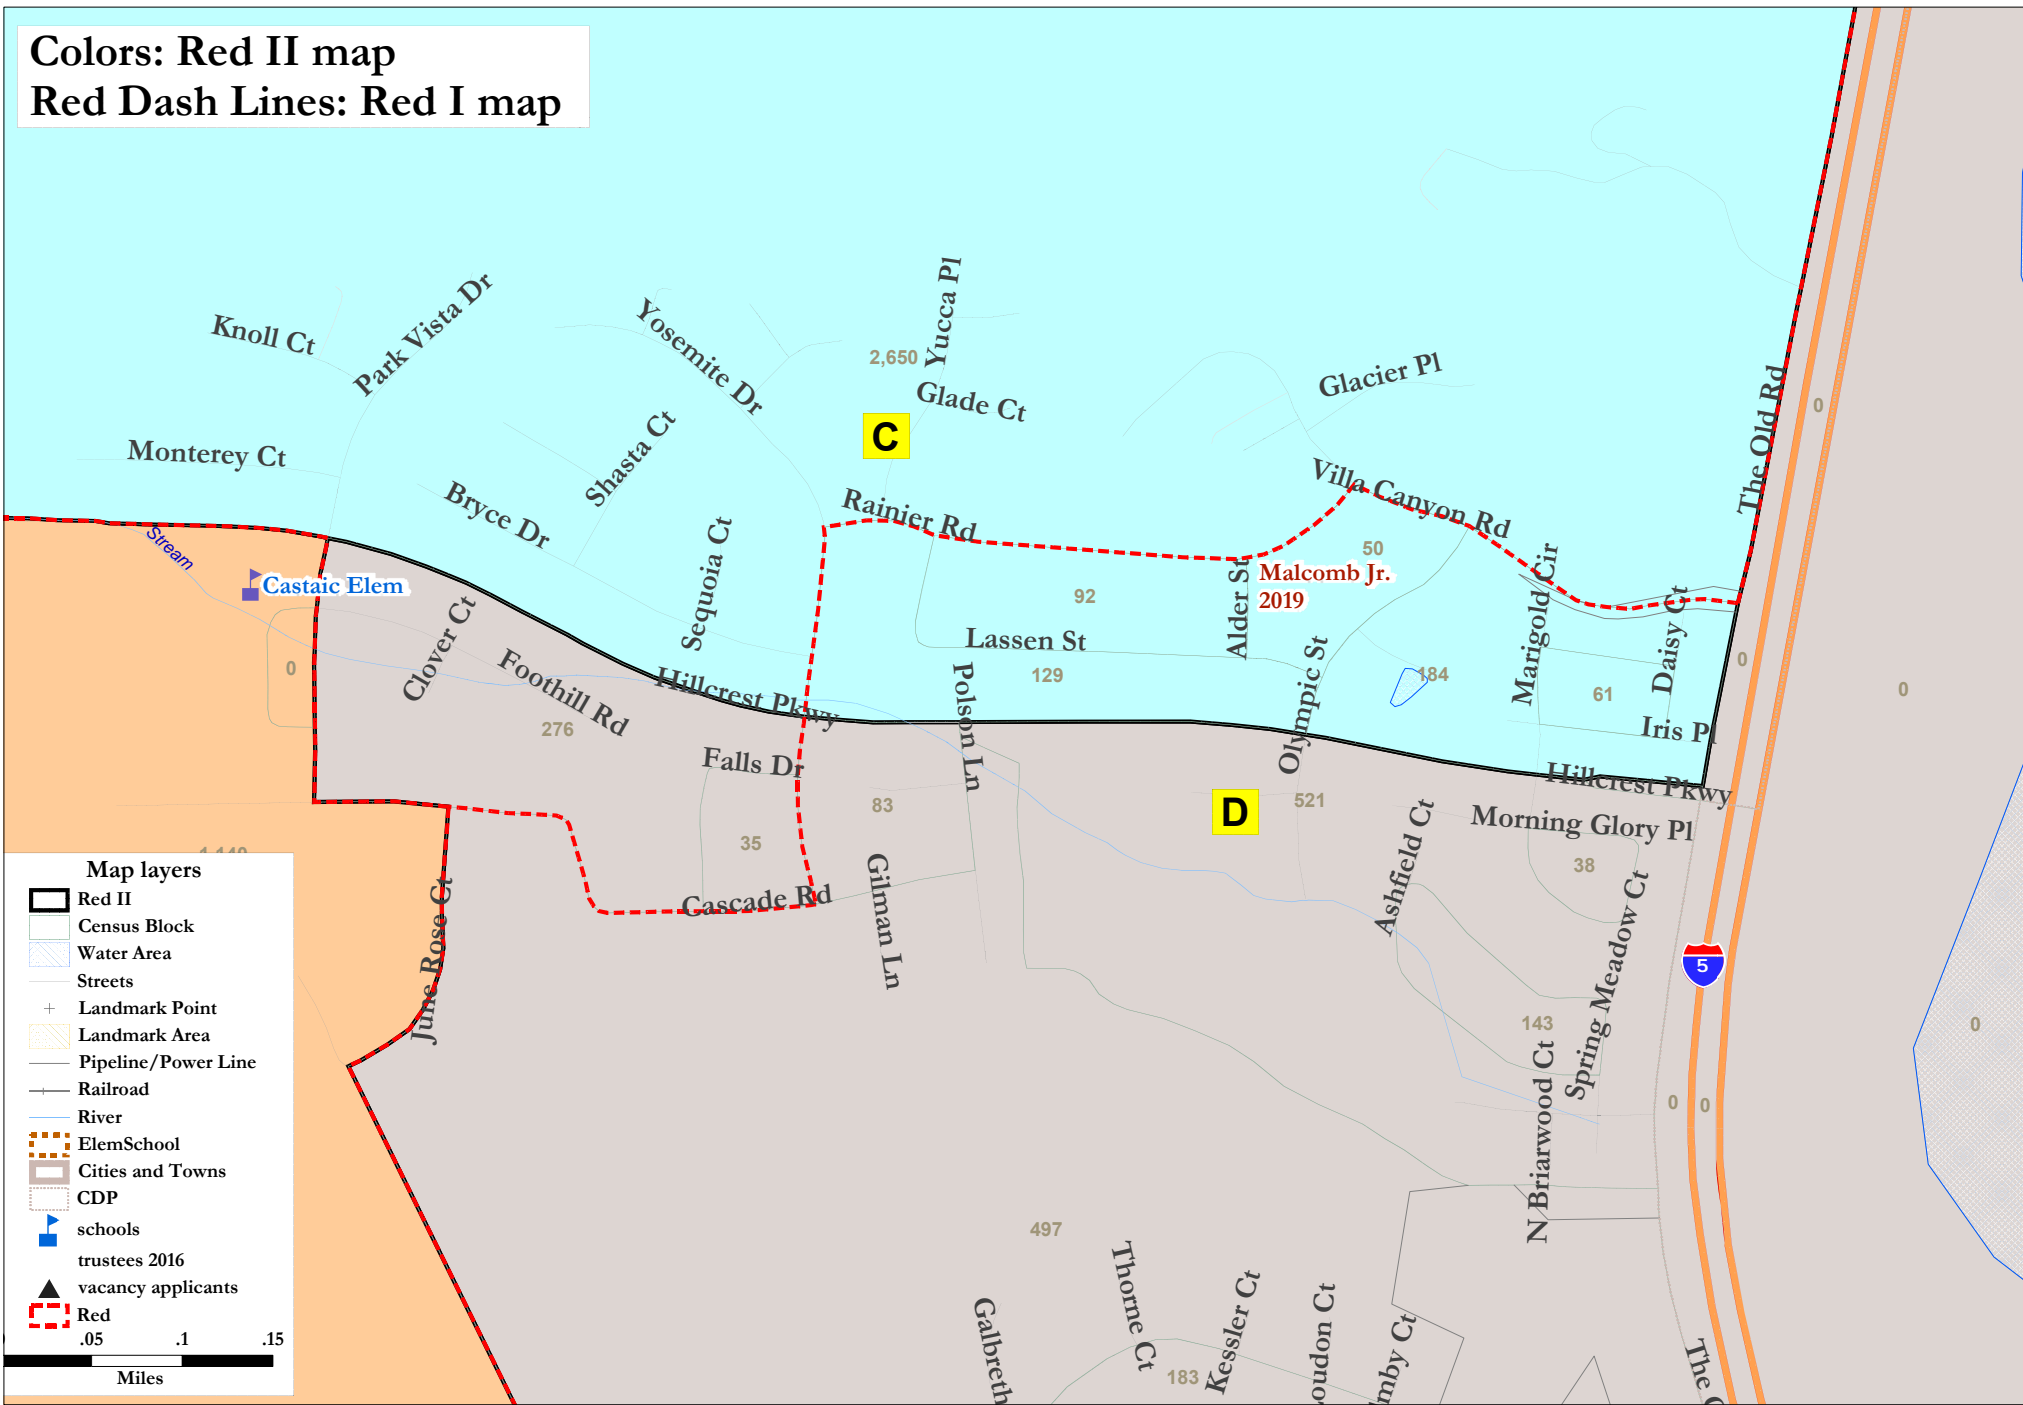 Colors: Red II map
Red Dash Lines: Red I map
Knoll Ct
Park Vista Dr
Yosemite Dr
Yucca Pl
2,650
Glade Ct
Glacier Pl
The Old Rd
0
C
Monterey Ct
Shasta Ct
Bryce Dr
Sequoia Ct
Rainier Rd
Villa Canyon Rd
Stream
Castaic Elem
50
Malcomb Jr.
2019
92
Alder St
Marigold Cir
Daisy Ct
Clover Ct
0
Foothill Rd
Hillcrest Pkwy
Lassen St
129
Polson Ln
Olympic St
184
61
Iris Pl
0
0
276
Falls Dr
83
35
D
521
Hillcrest Pkwy
Morning Glory Pl
38
Ashfield Ct
Cascade Rd
Gilman Ln
June Rose Ct
Spring Meadow Ct
5
143
0
N Briarwood Ct
0
0
497
Thorne Ct
Galbreth
Kessler Ct
oudon Ct
mby Ct
183
The
Map layers
Red II
Census Block
Water Area
Streets
Landmark Point
Landmark Area
Pipeline/Power Line
Railroad
River
ElemSchool
Cities and Towns
CDP
schools
trustees 2016
vacancy applicants
Red
.05 .1 .15
Miles